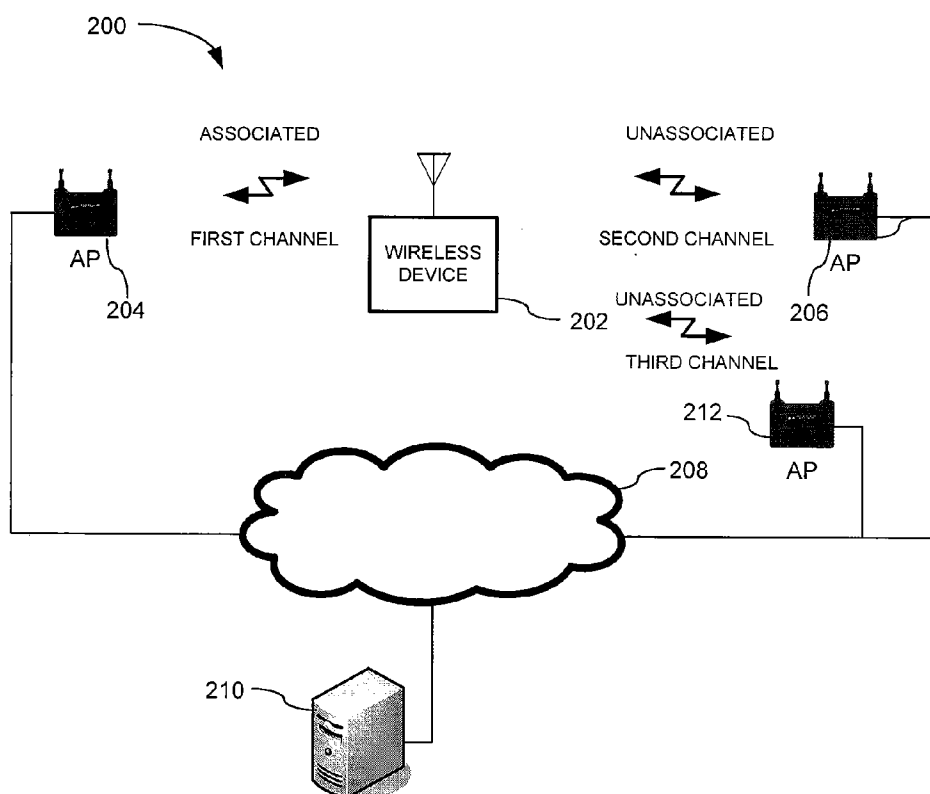 200
ASSOCIATED
UNASSOCIATED
FIRST CHANNEL
WIRELESS
DEVICE
SECOND CHANNEL
AP
204
202
AP
206
UNASSOCIATED
THIRD CHANNEL
212
AP
208
210